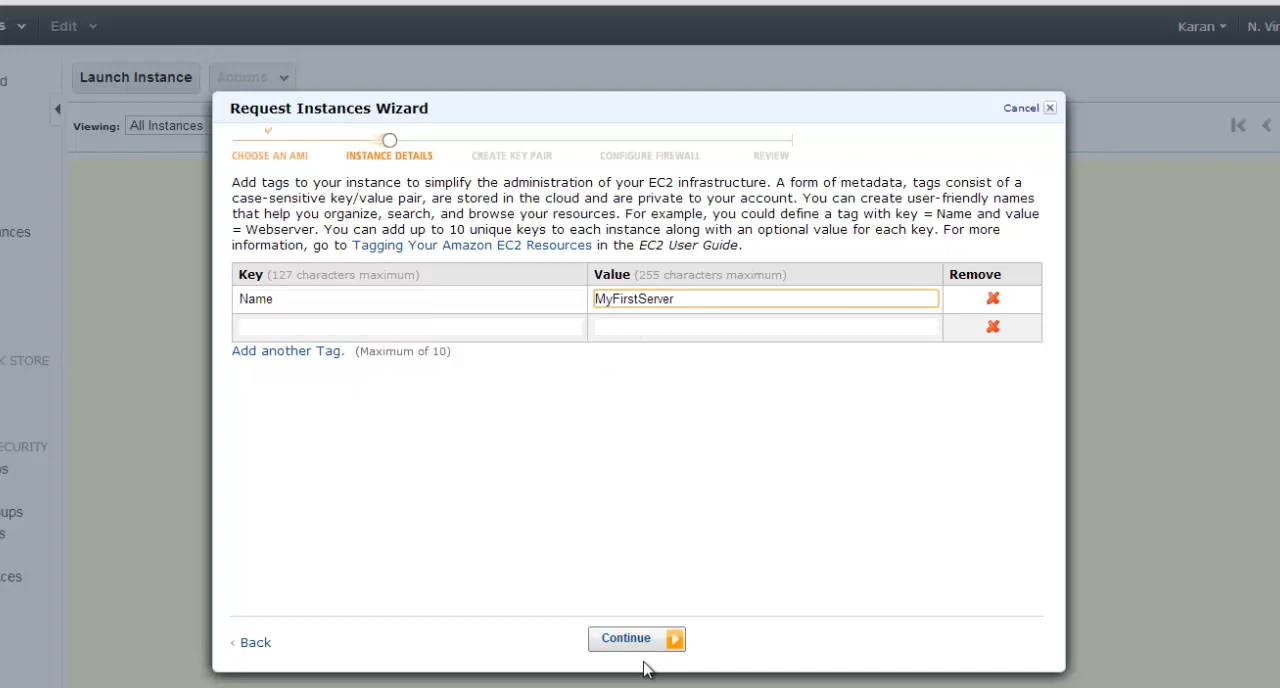 s Edit Karan N. Vir
Launch Instance Actions
d
Viewing: All Instances
Request Instances Wizard Cancel
CHOOSE AN AMI INSTANCE DETAILS CREATE KEY PAIR CONFIGURE FIREWALL REVIEW
Add tags to your instance to simplify the administration of your EC2 infrastructure. A form of metadata, tags consist of a
case-sensitive key/value pair, are stored in the cloud and are private to your account. You can create user-friendly names
that help you organize, search, and browse your resources. For example, you could define a tag with key = Name and value
= Webserver. You can add up to 10 unique keys to each instance along with an optional value for each key. For more
information, go to Tagging Your Amazon EC2 Resources in the EC2 User Guide.
nces
Key (127 characters maximum) Value (255 characters maximum) Remove
Name MyFirstServer
Add another Tag. (Maximum of 10)
K STORE
ECURITY
ps
oups
s
ces
‹ Back
Continue